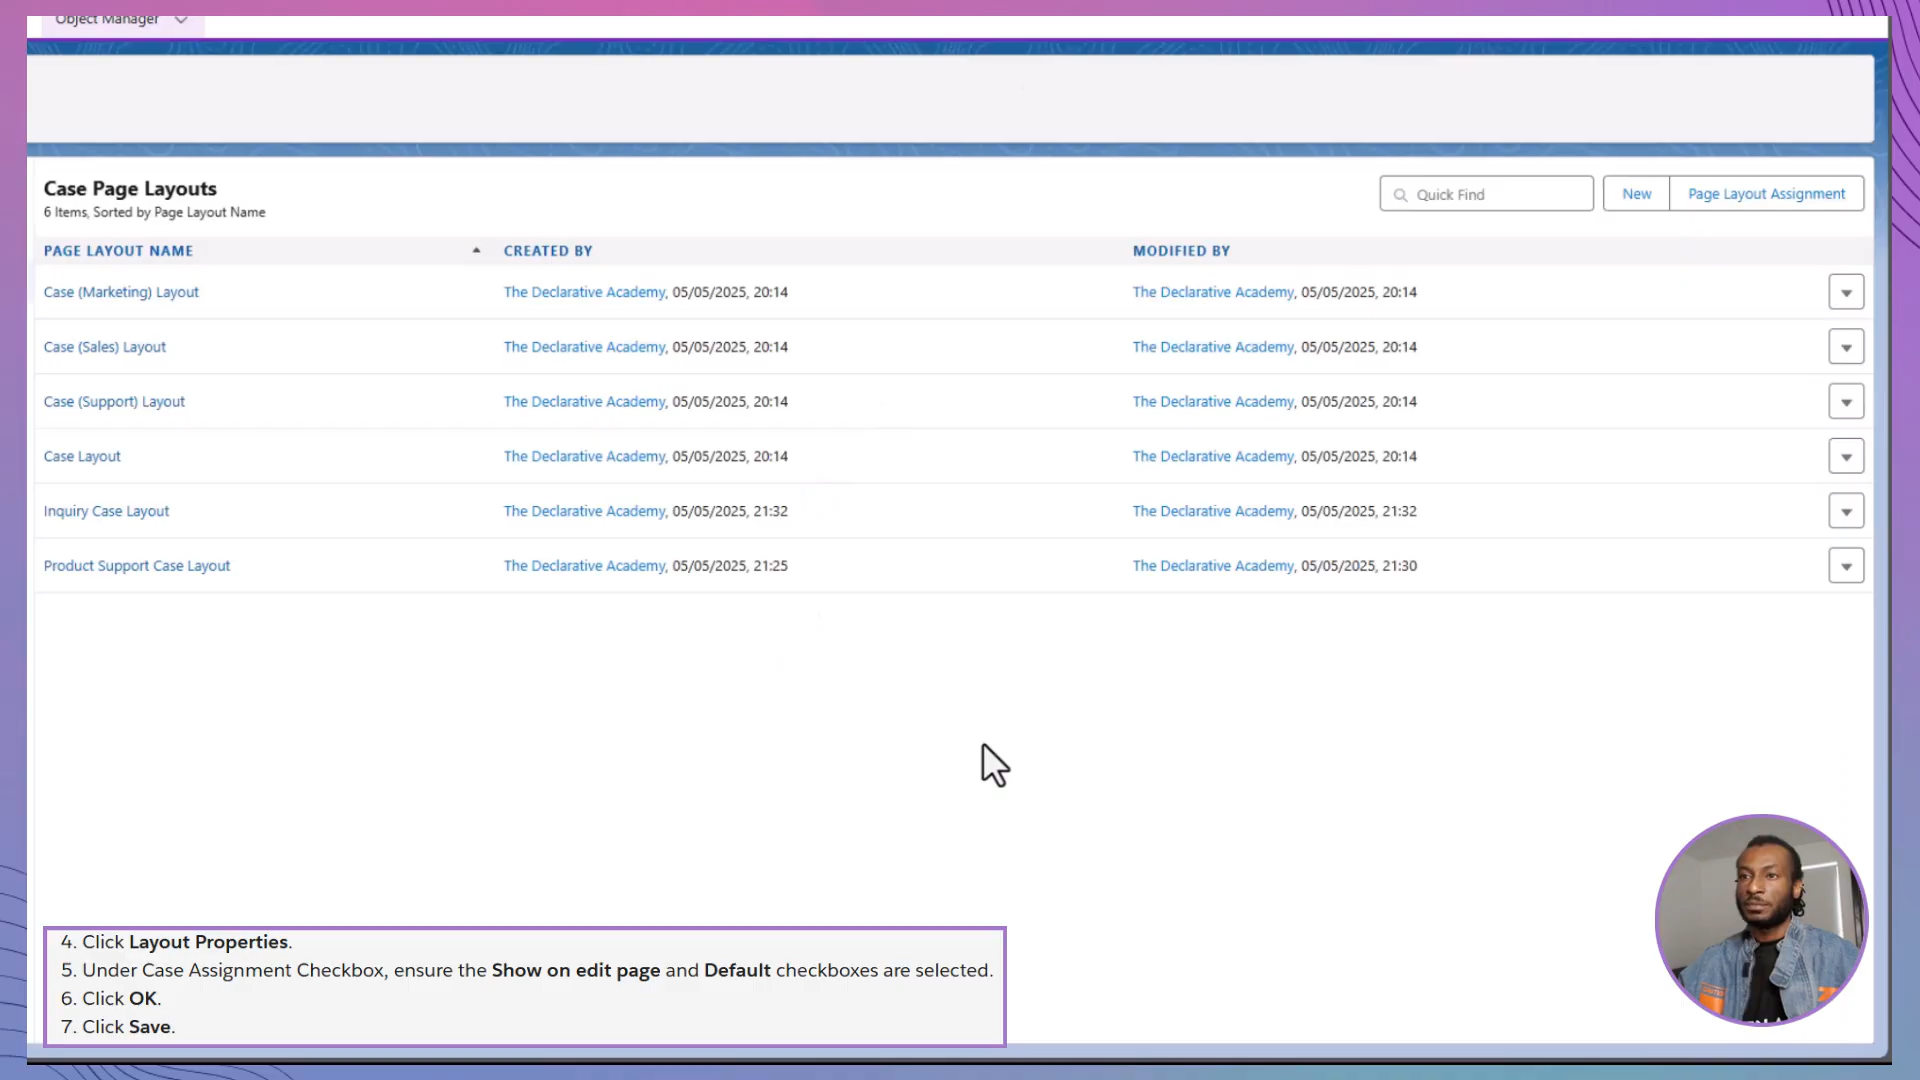 Object Manager
Case Page Layouts
6 Items, Sorted by Page Layout Name
Quick Find
New
Page Layout Assignment
PAGE LAYOUT NAME CREATED BY MODIFIED BY
Case (Marketing) Layout The Declarative Academy, 05/05/2025, 20:14 The Declarative Academy, 05/05/2025, 20:14
Case (Sales) Layout The Declarative Academy, 05/05/2025, 20:14 The Declarative Academy, 05/05/2025, 20:14
Case (Support) Layout The Declarative Academy, 05/05/2025, 20:14 The Declarative Academy, 05/05/2025, 20:14
Case Layout The Declarative Academy, 05/05/2025, 20:14 The Declarative Academy, 05/05/2025, 20:14
Inquiry Case Layout The Declarative Academy, 05/05/2025, 21:32 The Declarative Academy, 05/05/2025, 21:32
Product Support Case Layout The Declarative Academy, 05/05/2025, 21:25 The Declarative Academy, 05/05/2025, 21:30
4. Click Layout Properties.
5. Under Case Assignment Checkbox, ensure the Show on edit page and Default checkboxes are selected.
6. Click OK.
7. Click Save.